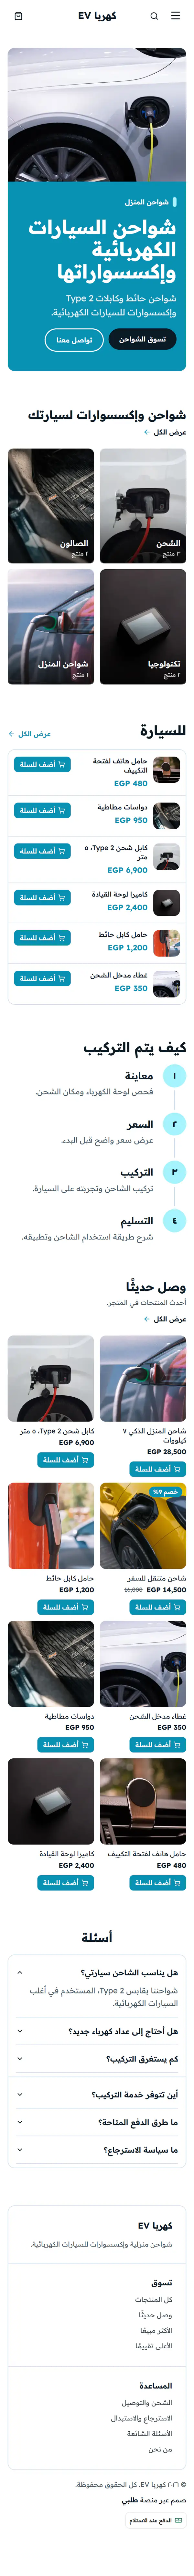 كهربا EV
شواحن المنزل
شواحن السيارات
الكهربائية
وإكسسواراتها
شواحن حائط وكابلات Type 2
وإكسسوارات للسيارات الكهربائية.
تسوق الشواحن
تواصل معنا
شواحن وإكسسوارات لسيارتك
عرض الكل
الشحن
٣ منتج
الصالون
٢ منتج
تكنولوجيا
٢ منتج
شواحن المنزل
١ منتج
للسيارة
عرض الكل
حامل هاتف لفتحة
التكييف
EGP 480
أضف للسلة
دواسات مطاطية
EGP 950
أضف للسلة
كابل شحن Type 2، ٥
متر
EGP 6,900
أضف للسلة
كاميرا لوحة القيادة
EGP 2,400
أضف للسلة
حامل كابل حائط
EGP 1,200
أضف للسلة
غطاء مدخل الشحن
EGP 350
أضف للسلة
كيف يتم التركيب
١
معاينة
فحص لوحة الكهرباء ومكان الشحن.
٢
السعر
عرض سعر واضح قبل البدء.
٣
التركيب
تركيب الشاحن وتجربته على السيارة.
٤
التسليم
شرح طريقة استخدام الشاحن وتطبيقه.
وصل حديثًا
أحدث المنتجات في المتجر.
عرض الكل
شاحن المنزل الذكي ٧
كيلووات
EGP 28,500
أضف للسلة
كابل شحن Type 2، ٥ متر
EGP 6,900
أضف للسلة
خصم ٩%
شاحن متنقل للسفر
EGP 14,500 16,000
أضف للسلة
حامل كابل حائط
EGP 1,200
أضف للسلة
غطاء مدخل الشحن
EGP 350
أضف للسلة
دواسات مطاطية
EGP 950
أضف للسلة
حامل هاتف لفتحة التكييف
EGP 480
أضف للسلة
كاميرا لوحة القيادة
EGP 2,400
أضف للسلة
أسئلة
هل يناسب الشاحن سيارتي؟
شواحننا بقابس Type 2، المستخدم في أغلب
السيارات الكهربائية.
هل أحتاج إلى عداد كهرباء جديد؟
كم يستغرق التركيب؟
أين تتوفر خدمة التركيب؟
ما طرق الدفع المتاحة؟
ما سياسة الاسترجاع؟
كهربا EV
شواحن منزلية وإكسسوارات للسيارات الكهربائية.
تسوق
كل المنتجات
وصل حديثًا
الأكثر مبيعًا
الأعلى تقييمًا
المساعدة
الشحن والتوصيل
الاسترجاع والاستبدال
الأسئلة الشائعة
من نحن
© ٢٠٢٦ كهربا EV. كل الحقوق محفوظة.
صمم عبر منصة طلبي
الدفع عند الاستلام